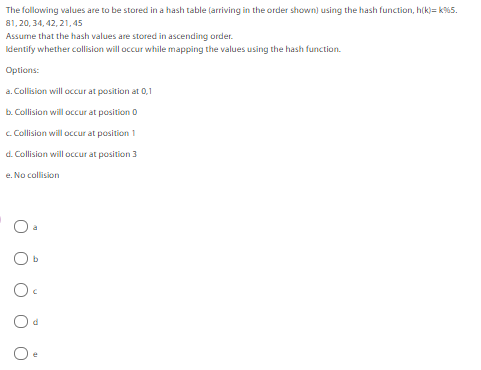 The following values are to be stored in a hash table (arriving in the order shown) using the hash function, h(k)= k%5.
81, 20, 34, 42, 21, 45
Assume that the hash values are stored in ascending order.
Identify whether collision will occur while mapping the values using the hash function.
Options:
a. Collision will occur at position at 0,1
b. Collision will occur at position 0
c. Collision will occur at position 1
d. Collision will occur at position 3
e. No collision
a
b
c
d
e